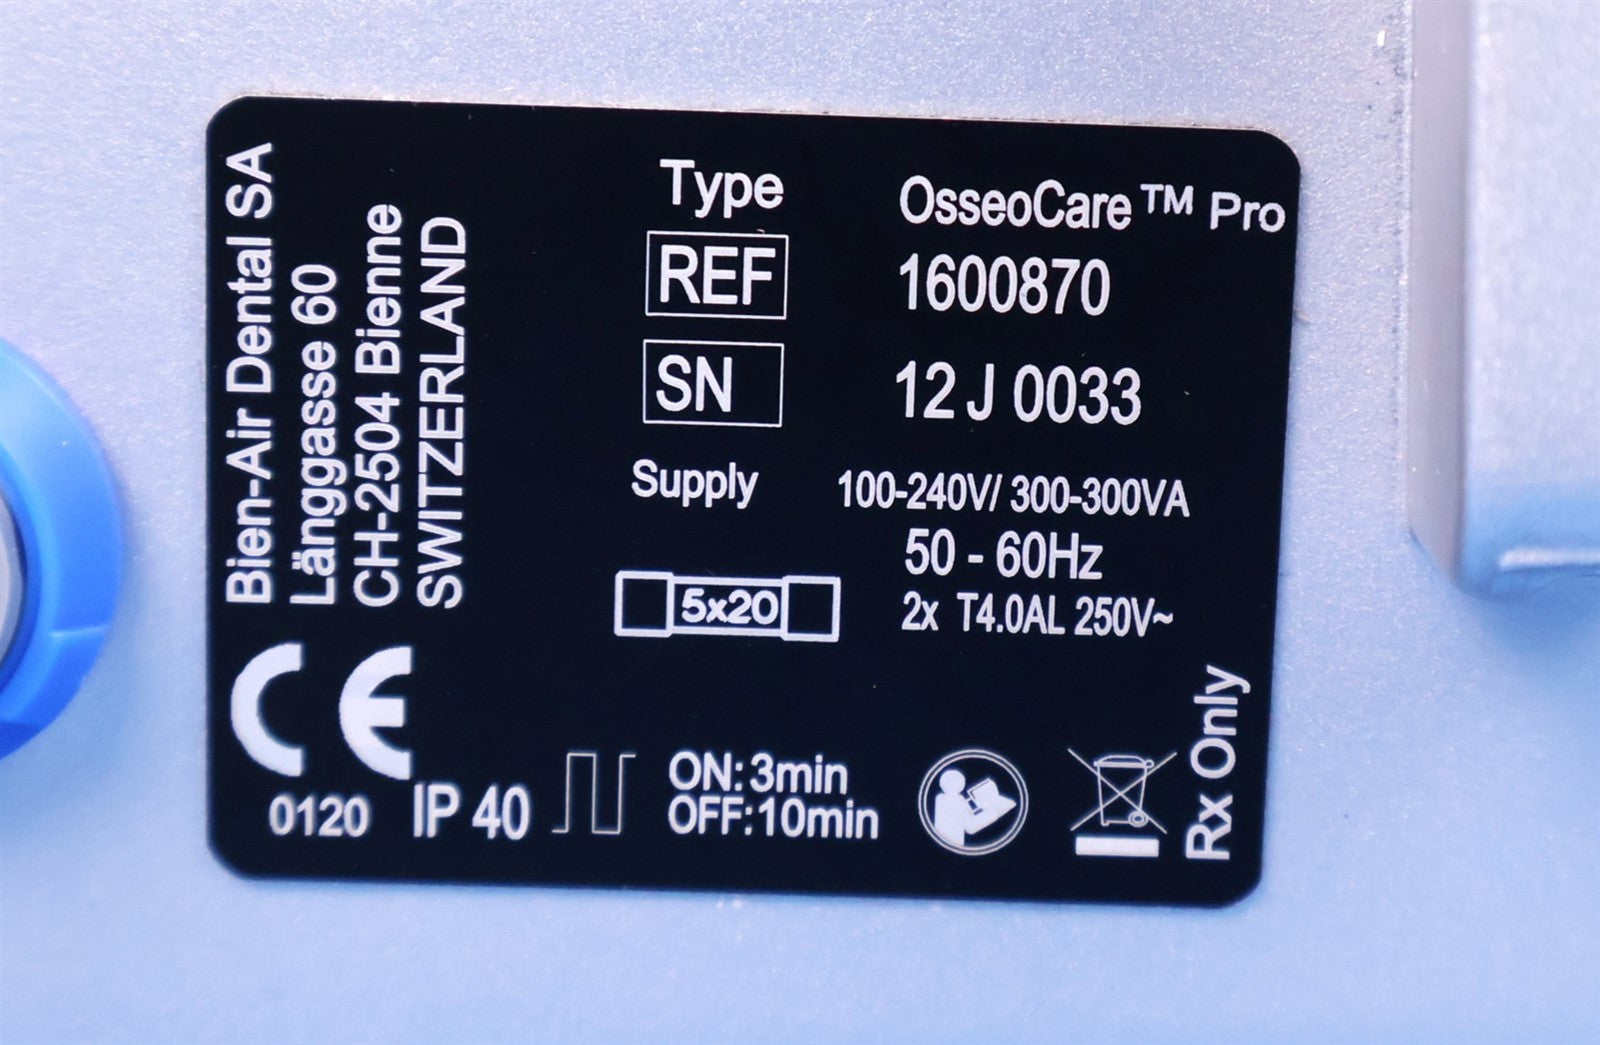 Bien-Air Dental SA
Länggasse 60
CH-2504 Bienne
SWITZERLAND
Type OsseoCare™ Pro
REF 1600870
SN 12 J 0033
Supply 100-240V/ 300-300VA
50 - 60Hz
5x20 2x T4.0AL 250V~
CE
0120 IP 40
ON: 3min
OFF: 10min
Rx Only